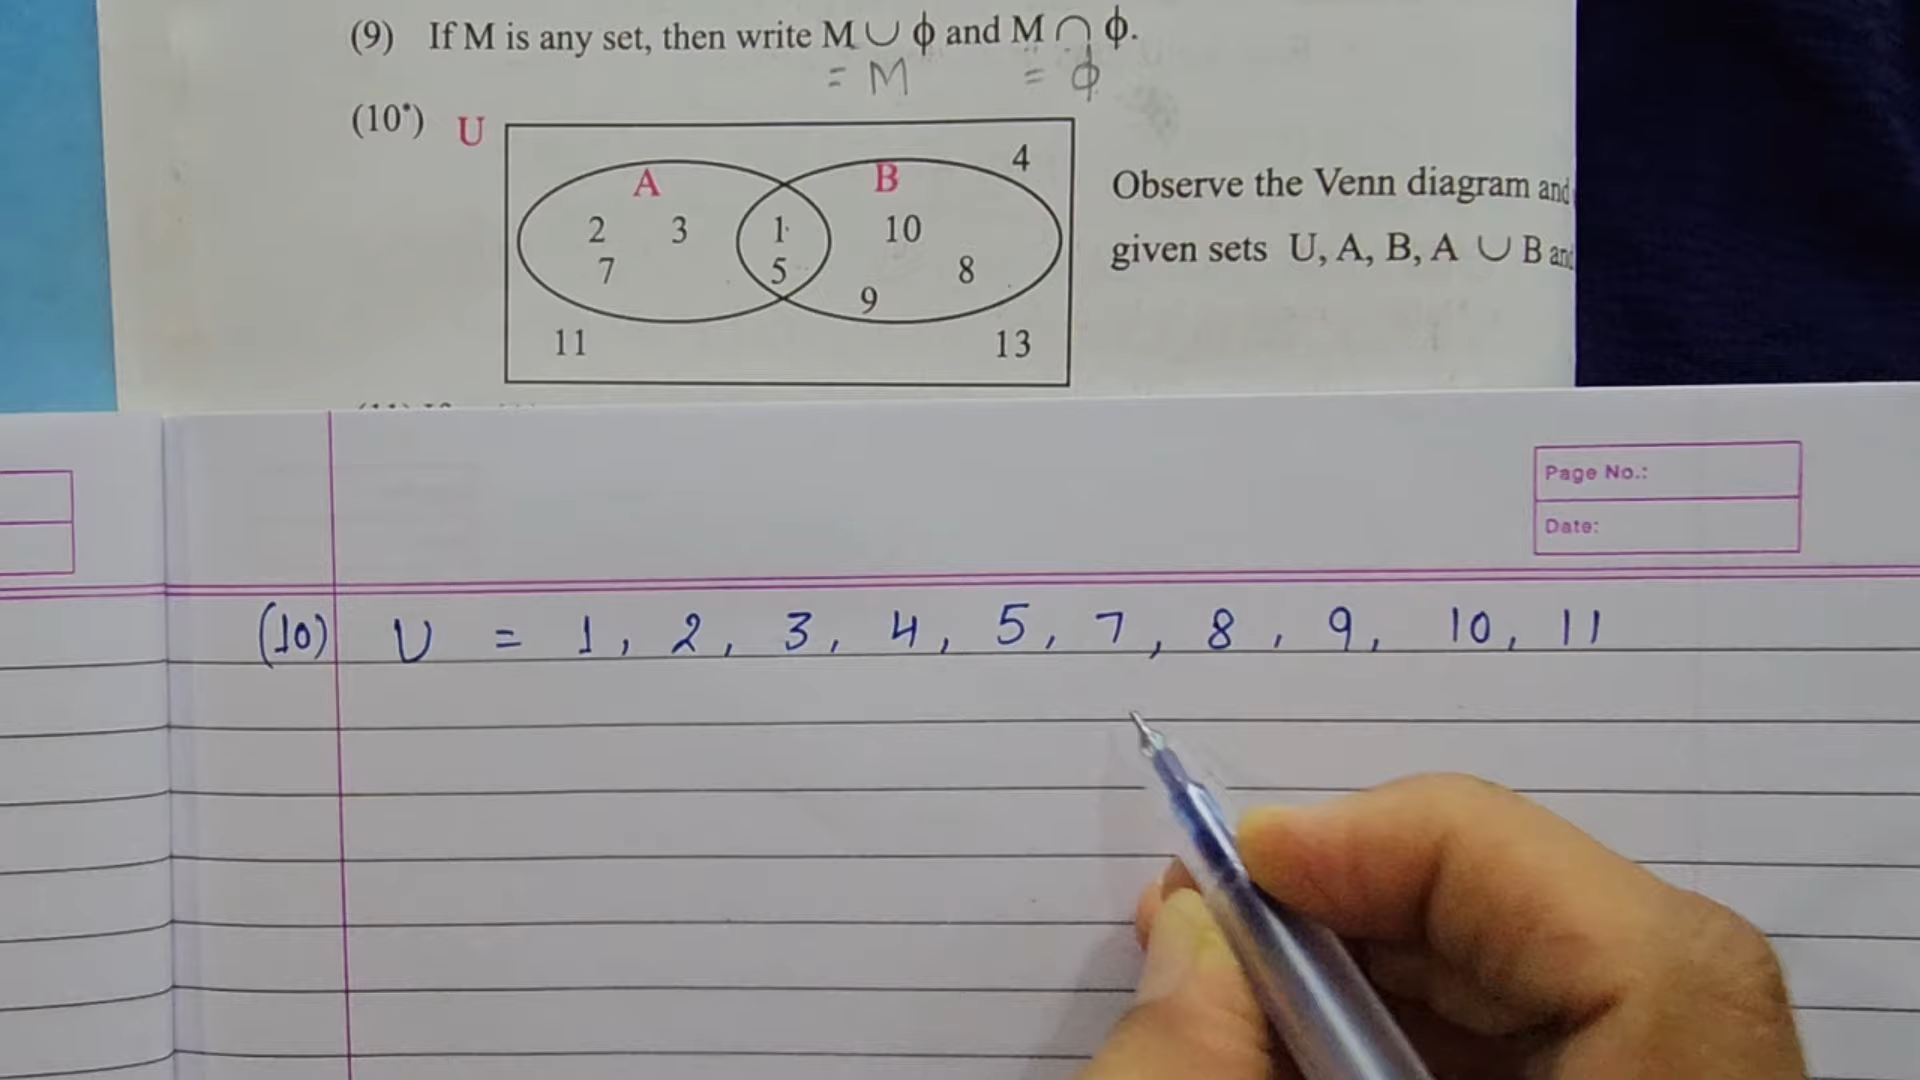 (9) If M is any set, then write M ∪ ϕ and M ∩ ϕ.
= M = ϕ
(10*) U
A B 4
2 3 1 10
7 5 8
9
11 13
Observe the Venn diagram and
given sets U, A, B, A ∪ B and
Page No.:
Date:
(10) U = 1, 2, 3, 4, 5, 7, 8, 9, 10, 11